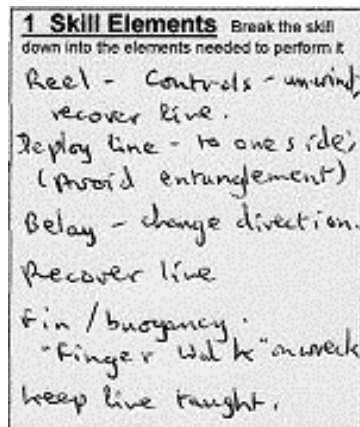 1 Skill Elements Break the skill
down into the elements needed to perform it
Reel - Controls - unwind,
recover line.
Deploy line - to one side,
(Avoid entanglement)
Belay - change direction.
Recover line
Fin / buoyancy.
"Finger Walk" on wreck
Keep line taught.